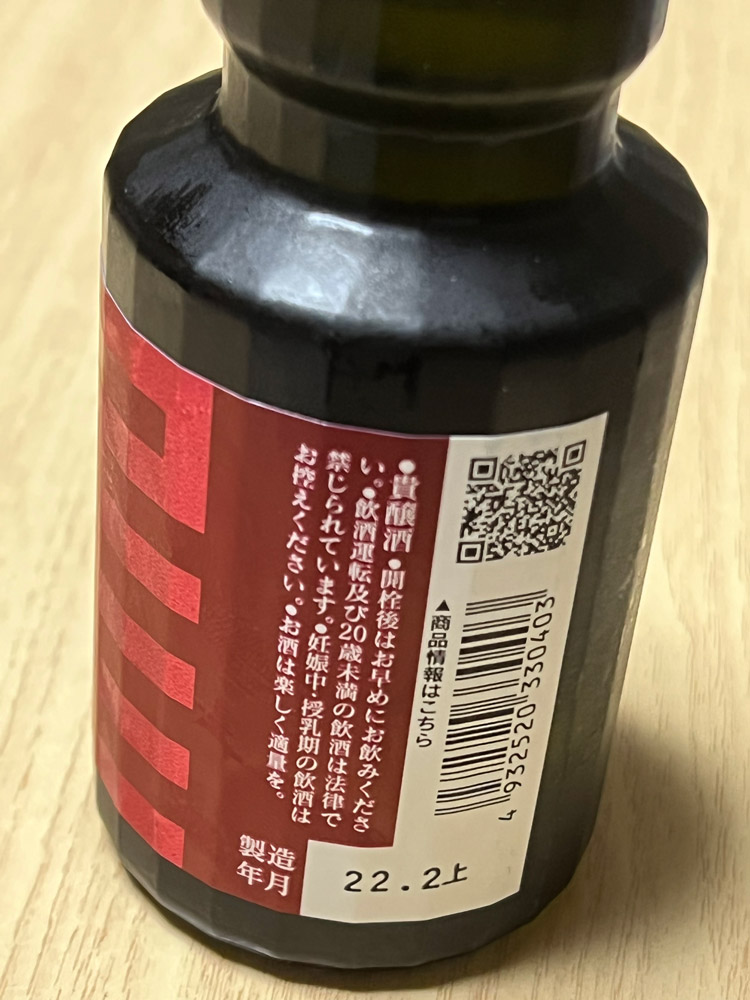 ●貴醸酒 ●開栓後はお早めにお飲みくださ
い。●飲酒運転及び20歳未満の飲酒は法律で
禁じられています。●妊娠中・授乳期の飲酒は
お控えください。●お酒は楽しく適量を。
▲商品情報はこちら
4 932520 330403
製造
年月
22.2上